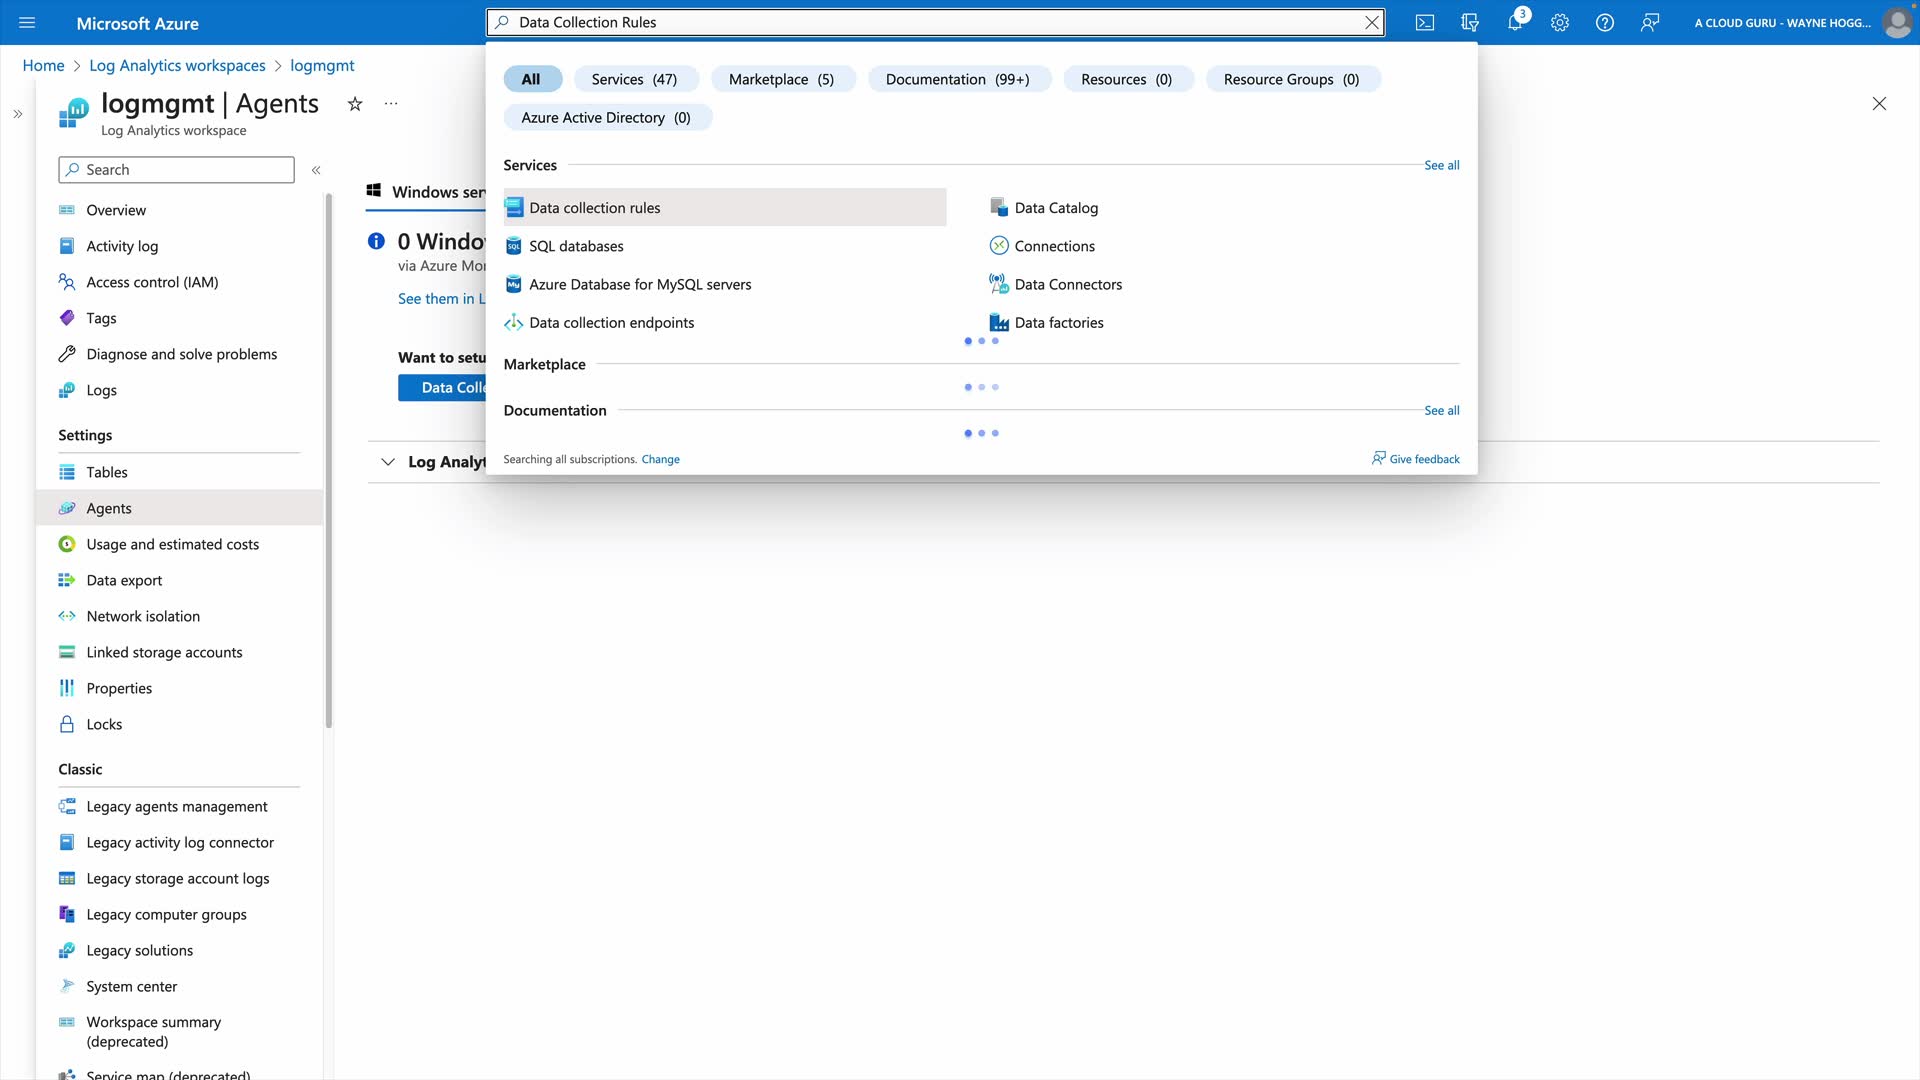 Microsoft Azure
Data Collection Rules
3
A CLOUD GURU - WAYNE HOGG...
Home > Log Analytics workspaces > logmgmt
logmgmt | Agents
Log Analytics workspace
Search
Overview
Activity log
Access control (IAM)
Tags
Diagnose and solve problems
Logs
Settings
Tables
Agents
Usage and estimated costs
Data export
Network isolation
Linked storage accounts
Properties
Locks
Classic
Legacy agents management
Legacy activity log connector
Legacy storage account logs
Legacy computer groups
Legacy solutions
System center
Workspace summary
(deprecated)
Service map (deprecated)
Windows ser
0 Windo
via Azure Mo
See them in L
Want to setu
Data Colle
Log Analyt
All
Services (47)
Marketplace (5)
Documentation (99+)
Resources (0)
Resource Groups (0)
Azure Active Directory (0)
Services
See all
Data collection rules
Data Catalog
SQL databases
Connections
Azure Database for MySQL servers
Data Connectors
Data collection endpoints
Data factories
Marketplace
Documentation
See all
Searching all subscriptions. Change
Give feedback